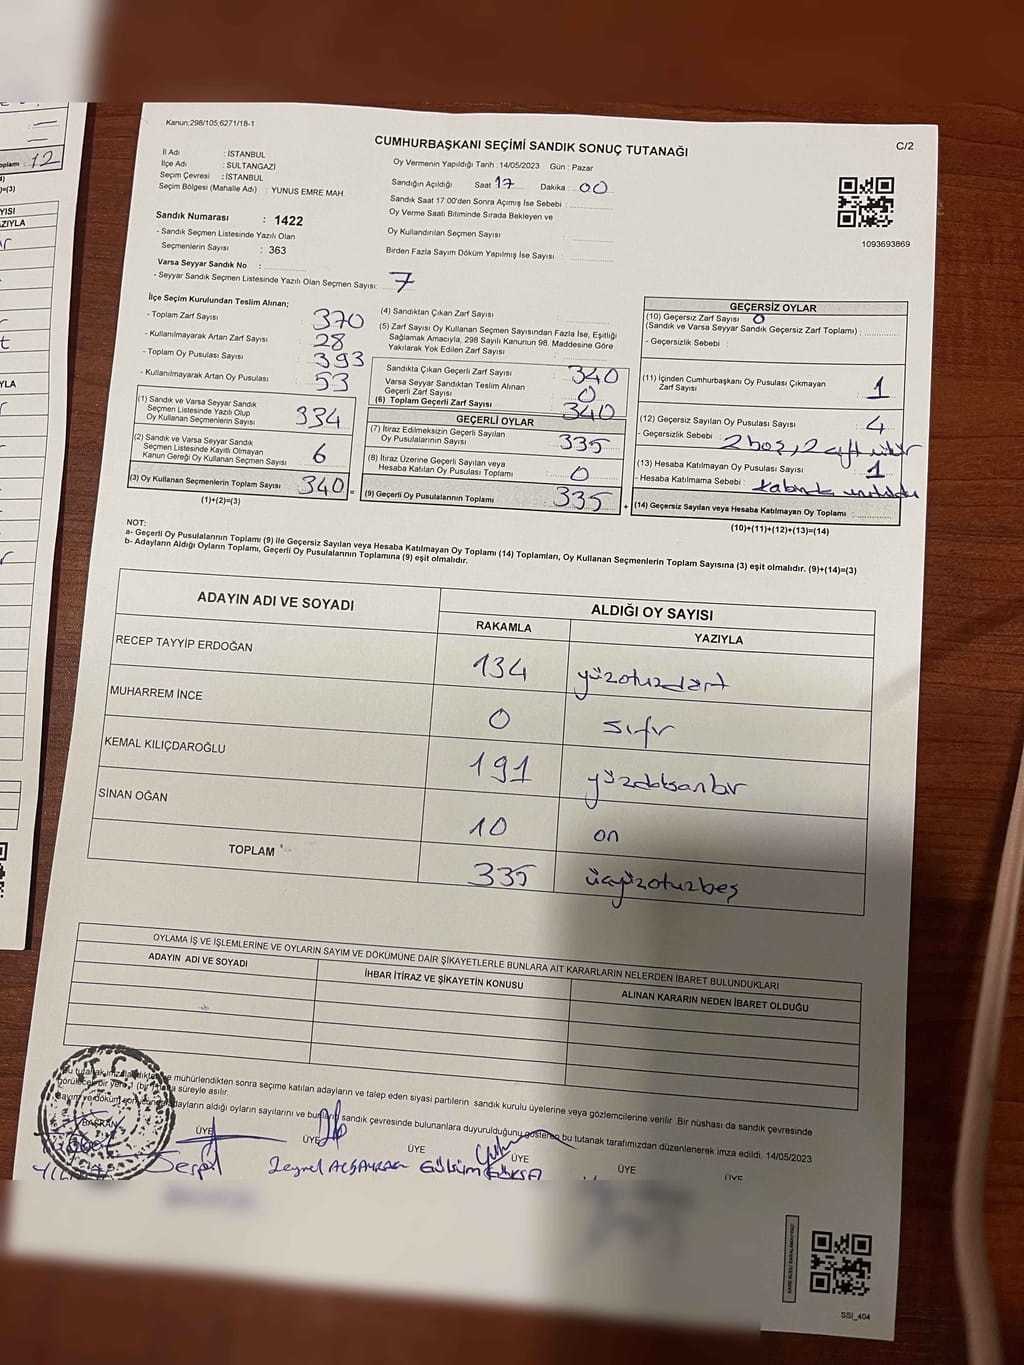 Kanun;298/105,6271/18-1
C/2
CUMHURBAŞKANI SEÇİMİ SANDIK SONUÇ TUTANAĞI
İl Adı : İSTANBUL
İlçe Adı : SULTANGAZİ
Seçim Çevresi : İSTANBUL
Seçim Bölgesi (Mahalle Adı) : YUNUS EMRE MAH.
Sandık Numarası : 1422
- Sandık Seçmen Listesinde Yazılı Olan
Seçmenlerin Sayısı : 363
Varsa Seyyar Sandık No :
- Seyyar Sandık Seçmen Listesinde Yazılı Olan Seçmen Sayısı: 7
Oy Vermenin Yapıldığı Tarih :14/05/2023 Gün : Pazar
Sandığın Açıldığı Saat 17 Dakika : 00
Sandık Saat 17:00'den Sonra Açımış İse Sebebi :
Oy Verme Saati Bitiminde Sırada Bekleyen ve
Oy Kullandırılan Seçmen Sayısı :
Birden Fazla Sayım Döküm Yapılmış İse Sayısı :
1093693869
İlçe Seçim Kurulundan Teslim Alınan;
- Toplam Zarf Sayısı : 370
- Kullanılmayarak Artan Zarf Sayısı : 28
- Toplam Oy Pusulası Sayısı : 393
- Kullanılmayarak Artan Oy Pusulası : 53
(1) Sandık ve Varsa Seyyar Sandık
Seçmen Listesinde Yazılı Olup
Oy Kullanan Seçmenlerin Sayısı : 334
(2) Sandık ve Varsa Seyyar Sandık
Seçmen Listesinde Kayıtlı Olmayan
Kanun Gereği Oy Kullanan Seçmen Sayısı : 6
(3) Oy Kullanan Seçmenlerin Toplam Sayısı : 340
(1)+(2)=(3)
(4) Sandıktan Çıkan Zarf Sayısı :
(5) Zarf Sayısı Oy Kullanan Seçmen Sayısından Fazla İse, Eşitliği
Sağlamak Amacıyla, 298 Sayılı Kanunun 98. Maddesine Göre
Yakılarak Yok Edilen Zarf Sayısı :
Sandıkta Çıkan Geçerli Zarf Sayısı : 340
Varsa Seyyar Sandıktan Teslim Alınan
Geçerli Zarf Sayısı : 0
(6) Toplam Geçerli Zarf Sayısı : 340
GEÇERLİ OYLAR
(7) İtiraz Edilmeksizin Geçerli Sayılan
Oy Pusulalarının Sayısı : 335
(8) İtiraz Üzerine Geçerli Sayılan veya
Hesaba Katılan Oy Pusulası Toplamı : 0
(9) Geçerli Oy Pusulalarının Toplamı : 335
GEÇERSİZ OYLAR
(10) Geçersiz Zarf Sayısı 0
(Sandık ve Varsa Seyyar Sandık Geçersiz Zarf Toplamı) :
- Geçersizlik Sebebi :
(11) İçinden Cumhurbaşkanı Oy Pusulası Çıkmayan
Zarf Sayısı : 1
(12) Geçersiz Sayılan Oy Pusulası Sayısı : 4
- Geçersizlik Sebebi : 2 boş, 2 çift mühür
(13) Hesaba Katılmayan Oy Pusulası Sayısı : 1
- Hesaba Katılmama Sebebi : kabinde unutuldu
(14) Geçersiz Sayılan veya Hesaba Katılmayan Oy Toplamı :
(10)+(11)+(12)+(13)=(14)
NOT:
a- Geçerli Oy Pusulalarının Toplamı (9) ile Geçersiz Sayılan veya Hesaba Katılmayan Oy Toplamı (14) Toplamları, Oy Kullanan Seçmenlerin Toplam Sayısına (3) eşit olmalıdır. (9)+(14)=(3)
b- Adayların Aldığı Oyların Toplamı, Geçerli Oy Pusulalarının Toplamına (9) eşit olmalıdır.
ADAYIN ADI VE SOYADI
ALDIĞI OY SAYISI
RAKAMLA YAZIYLA
RECEP TAYYİP ERDOĞAN 134 yüzotuzdört
MUHARREM İNCE 0 sıfır
KEMAL KILIÇDAROĞLU 191 yüzdoksanbir
SİNAN OĞAN 10 on
TOPLAM 335 üçyüzotuzbeş
OYLAMA İŞ VE İŞLEMLERİNE VE OYLARIN SAYIM VE DÖKÜMÜNE DAİR ŞİKAYETLERLE BUNLARA AİT KARARLARIN NELERDEN İBARET BULUNDUKLARI
ADAYIN ADI VE SOYADI İHBAR İTİRAZ VE ŞİKAYETİN KONUSU ALINAN KARARIN NEDEN İBARET OLDUĞU
Bu tutanak imzalandıktan ve mühürlendikten sonra seçime katılan adayların ve talep eden siyasi partilerin sandık kurulu üyelerine veya gözlemcilerine verilir. Bir nüshası da sandık çevresinde
görülecek bir yere 1 (bir) hafta süreyle asılır.
adayların aldığı oyların sayılarını ve bunların sandık çevresinde bulunanlara duyurulduğunu gösteren bu tutanak tarafımızdan düzenlenerek imza edildi. 14/05/2023
BAŞKAN ÜYE ÜYE ÜYE ÜYE ÜYE ÜYE
Serpil Zeynel Gülsüm
SSİ_404
12